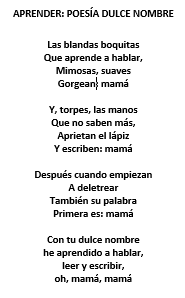 APRENDER: POESÍA DULCE NOMBRE
Las blandas boquitas
Que aprende a hablar,
Mimosas, suaves
Gorgean: mamá
Y, torpes, las manos
Que no saben más,
Aprietan el lápiz
Y escriben: mamá
Después cuando empiezan
A deletrear
También su palabra
Primera es: mamá
Con tu dulce nombre
he aprendido a hablar,
leer y escribir,
oh, mamá, mamá